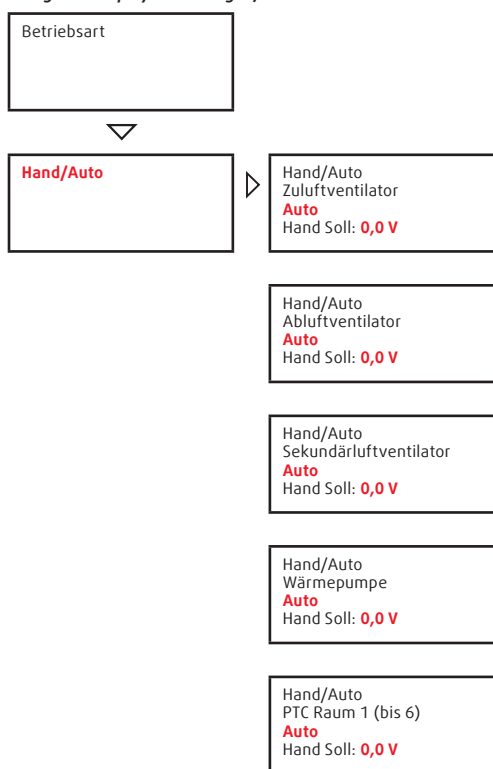 Betriebsart
Hand/Auto
Hand/Auto
Zuluftventilator
Auto
Hand Soll: 0,0 V
Hand/Auto
Abluftventilator
Auto
Hand Soll: 0,0 V
Hand/Auto
Sekundärluftventilator
Auto
Hand Soll: 0,0 V
Hand/Auto
Wärmepumpe
Auto
Hand Soll: 0,0 V
Hand/Auto
PTC Raum 1 (bis 6)
Auto
Hand Soll: 0,0 V